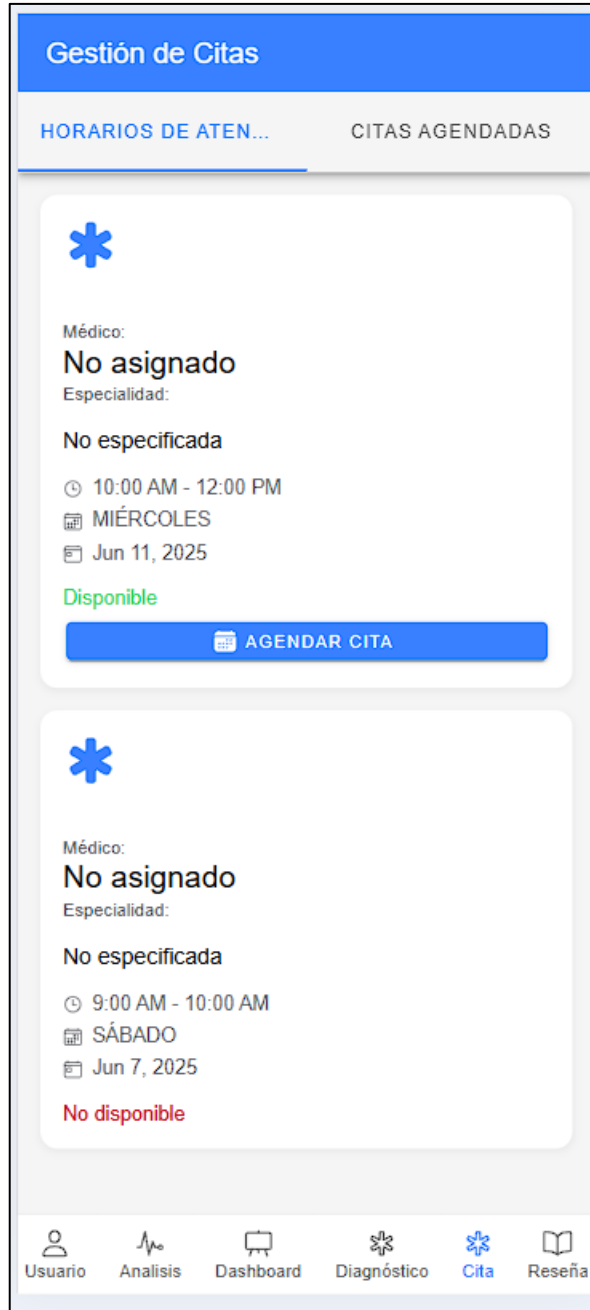 Gestión de Citas
HORARIOS DE ATEN... CITAS AGENDADAS
Médico:
No asignado
Especialidad:
No especificada
10:00 AM - 12:00 PM
MIÉRCOLES
Jun 11, 2025
Disponible
AGENDAR CITA
Médico:
No asignado
Especialidad:
No especificada
9:00 AM - 10:00 AM
SÁBADO
Jun 7, 2025
No disponible
Usuario Analisis Dashboard Diagnóstico Cita Reseña